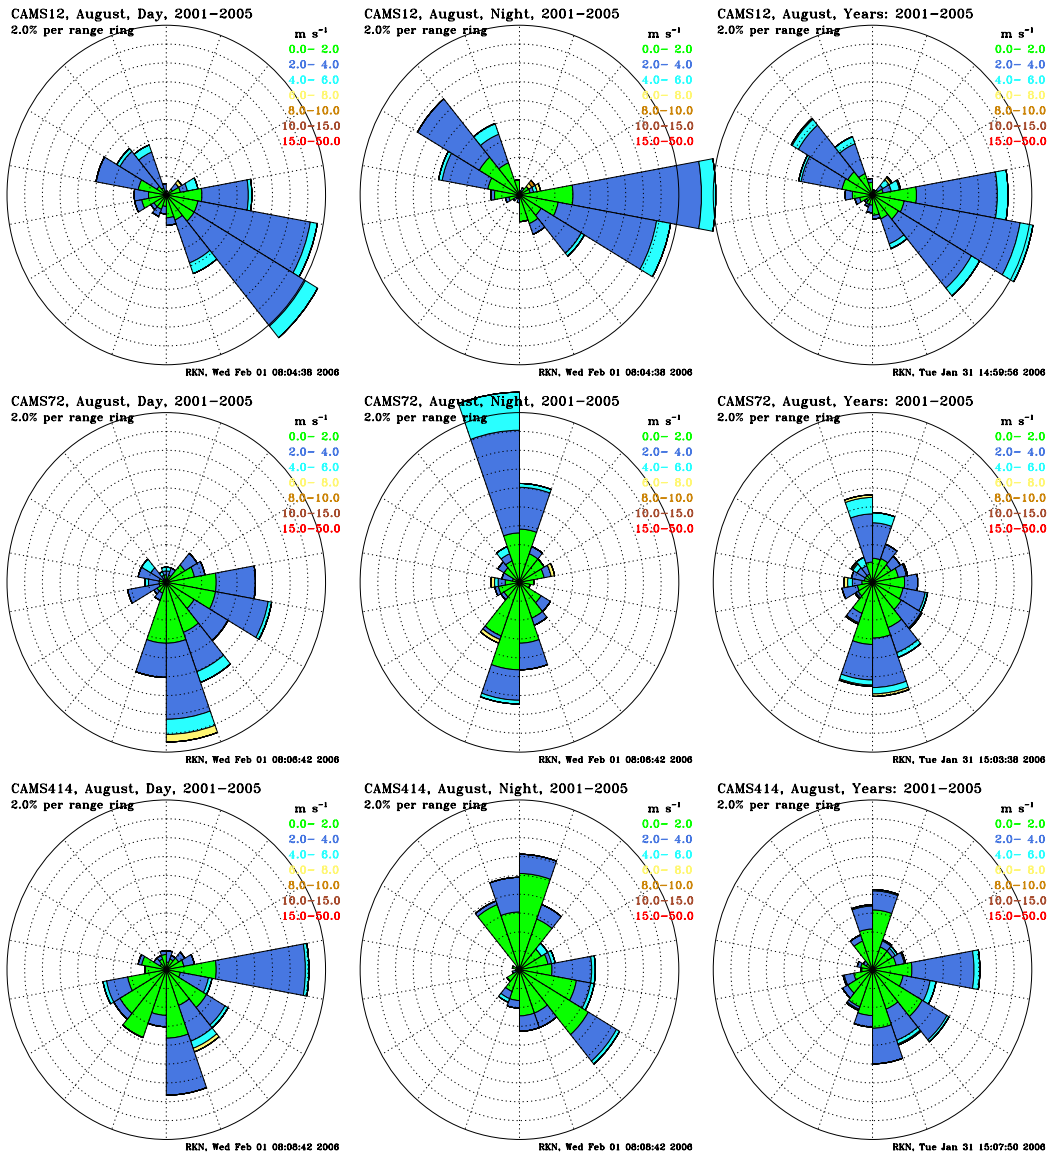 CAMS12, August, Day, 2001-2005
2.0% per range ring
m s⁻¹
0.0- 2.0
2.0- 4.0
4.0- 6.0
6.0- 8.0
8.0-10.0
10.0-15.0
15.0-50.0
RKN, Wed Feb 01 08:04:38 2006
CAMS12, August, Night, 2001-2005
2.0% per range ring
m s⁻¹
0.0- 2.0
2.0- 4.0
4.0- 6.0
6.0- 8.0
8.0-10.0
10.0-15.0
15.0-50.0
RKN, Wed Feb 01 08:04:38 2006
CAMS12, August, Years: 2001-2005
2.0% per range ring
m s⁻¹
0.0- 2.0
2.0- 4.0
4.0- 6.0
6.0- 8.0
8.0-10.0
10.0-15.0
15.0-50.0
RKN, Tue Jan 31 14:59:56 2006
CAMS72, August, Day, 2001-2005
2.0% per range ring
m s⁻¹
0.0- 2.0
2.0- 4.0
4.0- 6.0
6.0- 8.0
8.0-10.0
10.0-15.0
15.0-50.0
RKN, Wed Feb 01 08:06:42 2006
CAMS72, August, Night, 2001-2005
2.0% per range ring
m s⁻¹
0.0- 2.0
2.0- 4.0
4.0- 6.0
6.0- 8.0
8.0-10.0
10.0-15.0
15.0-50.0
RKN, Wed Feb 01 08:06:42 2006
CAMS72, August, Years: 2001-2005
2.0% per range ring
m s⁻¹
0.0- 2.0
2.0- 4.0
4.0- 6.0
6.0- 8.0
8.0-10.0
10.0-15.0
15.0-50.0
RKN, Tue Jan 31 15:03:38 2006
CAMS414, August, Day, 2001-2005
2.0% per range ring
m s⁻¹
0.0- 2.0
2.0- 4.0
4.0- 6.0
6.0- 8.0
8.0-10.0
10.0-15.0
15.0-50.0
RKN, Wed Feb 01 08:08:42 2006
CAMS414, August, Night, 2001-2005
2.0% per range ring
m s⁻¹
0.0- 2.0
2.0- 4.0
4.0- 6.0
6.0- 8.0
8.0-10.0
10.0-15.0
15.0-50.0
RKN, Wed Feb 01 08:08:42 2006
CAMS414, August, Years: 2001-2005
2.0% per range ring
m s⁻¹
0.0- 2.0
2.0- 4.0
4.0- 6.0
6.0- 8.0
8.0-10.0
10.0-15.0
15.0-50.0
RKN, Tue Jan 31 15:07:50 2006